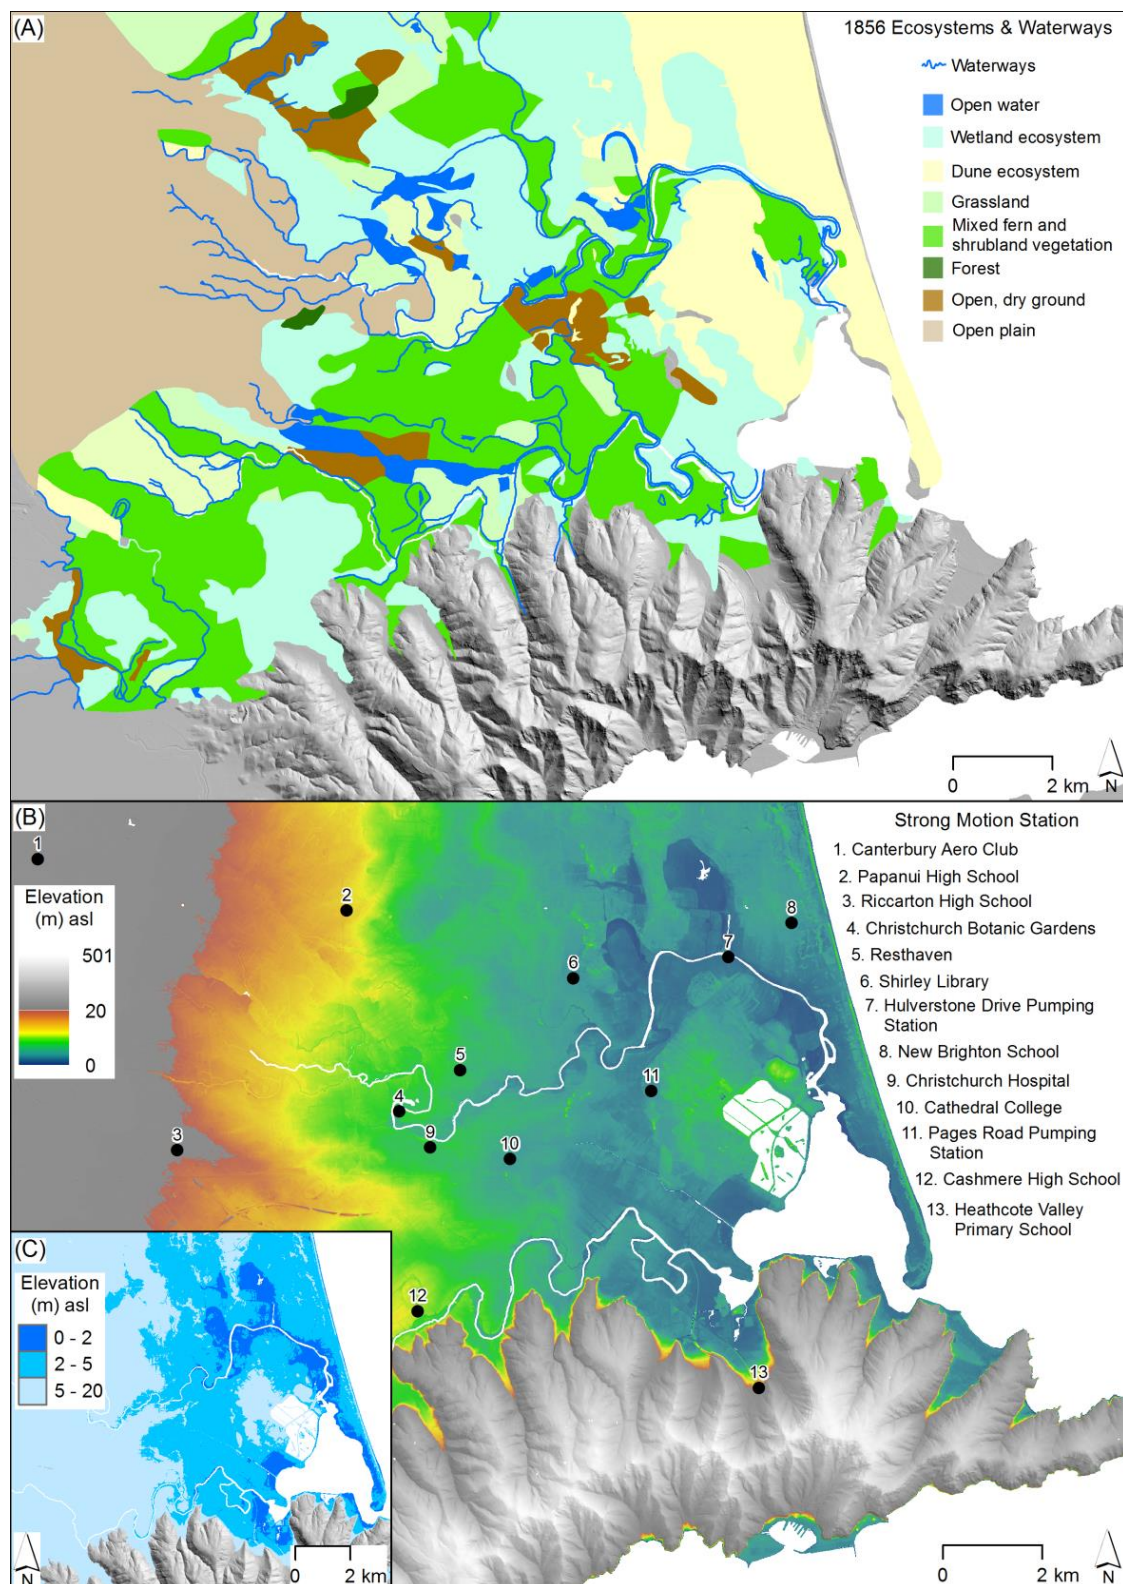 (A)
1856 Ecosystems & Waterways
Waterways
Open water
Wetland ecosystem
Dune ecosystem
Grassland
Mixed fern and
shrubland vegetation
Forest
Open, dry ground
Open plain
0 2 km
N
(B)
Strong Motion Station
1. Canterbury Aero Club
2. Papanui High School
3. Riccarton High School
4. Christchurch Botanic Gardens
5. Resthaven
6. Shirley Library
7. Hulverstone Drive Pumping
Station
8. New Brighton School
9. Christchurch Hospital
10. Cathedral College
11. Pages Road Pumping
Station
12. Cashmere High School
13. Heathcote Valley
Primary School
Elevation
(m) asl
501
20
0
1
2
3
4
5
6
7
8
9
10
11
12
13
0 2 km
N
(C)
Elevation
(m) asl
0 - 2
2 - 5
5 - 20
N
0 2 km